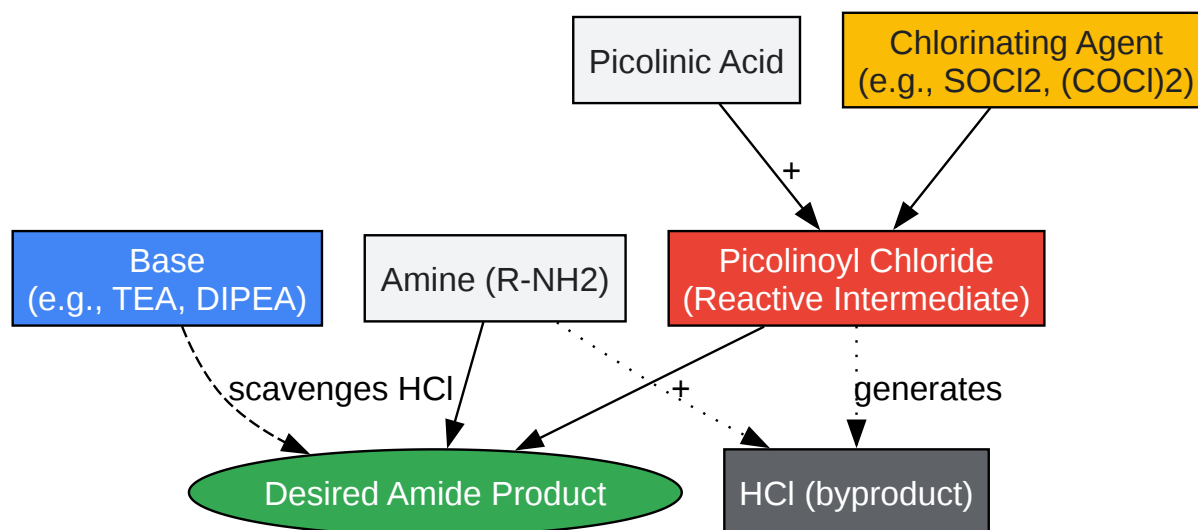 Picolinic Acid
Chlorinating Agent
(e.g., SOCl2, (COCl)2)
+
Base
(e.g., TEA, DIPEA)
Amine (R-NH2)
Picolinoyl Chloride
(Reactive Intermediate)
scavenges HCl
+
generates
Desired Amide Product
HCl (byproduct)